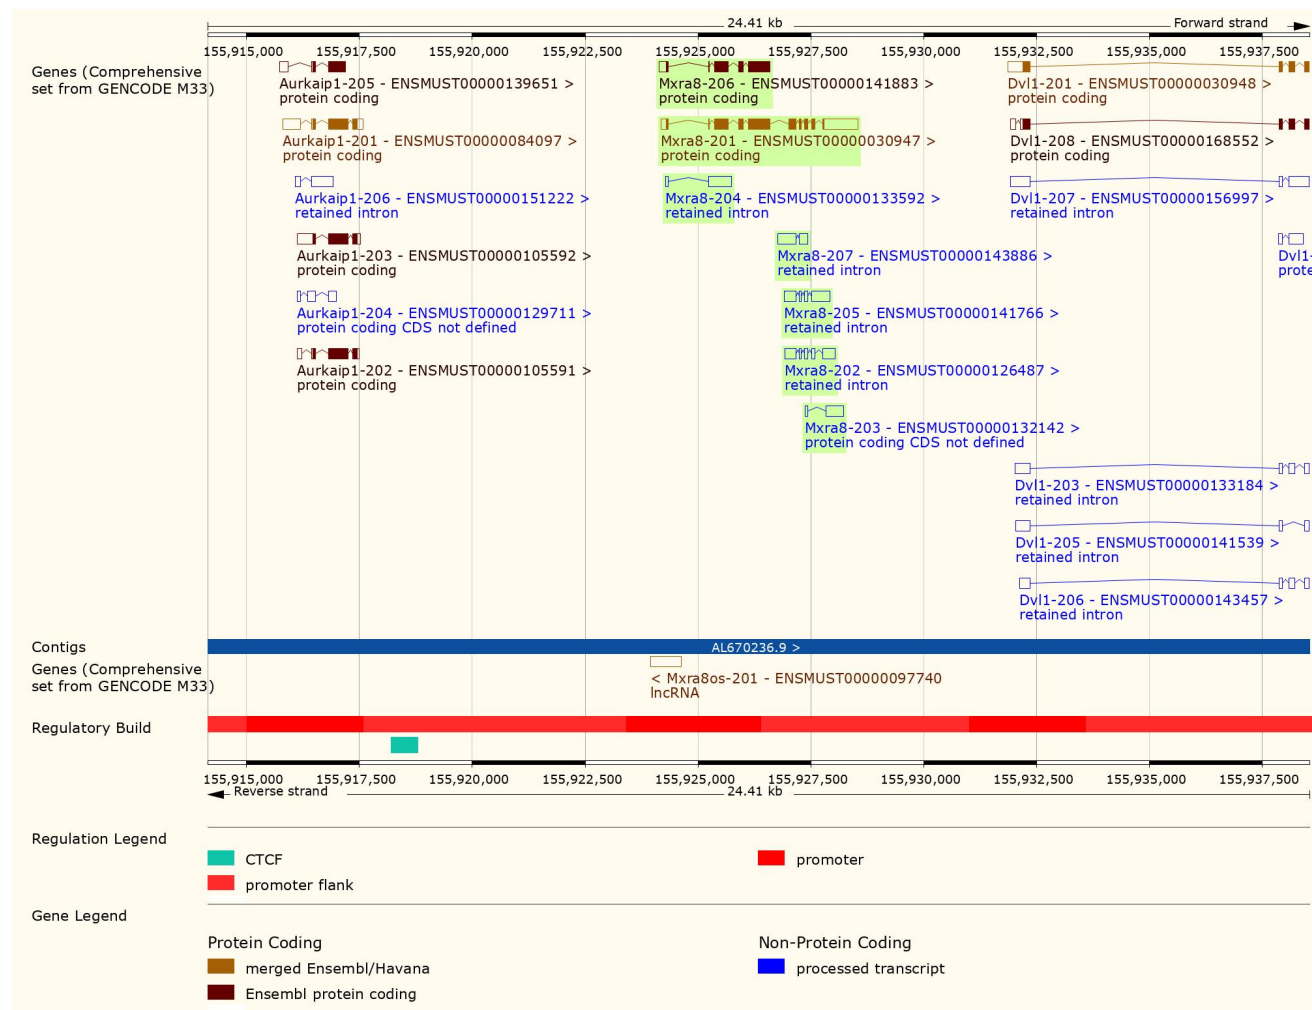 24.41 kb Forward strand
155,915,000 155,917,500 155,920,000 155,922,500 155,925,000 155,927,500 155,930,000 155,932,500 155,935,000 155,937,500
Genes (Comprehensive
set from GENCODE M33)
Aurkaip1-205 - ENSMUST00000139651 > Mxra8-206 - ENSMUST00000141883 > Dvl1-201 - ENSMUST00000030948 >
protein coding protein coding protein coding
Aurkaip1-201 - ENSMUST00000084097 > Mxra8-201 - ENSMUST00000030947 > Dvl1-208 - ENSMUST00000168552 >
protein coding protein coding protein coding
Aurkaip1-206 - ENSMUST00000151222 > Mxra8-204 - ENSMUST00000133592 > Dvl1-207 - ENSMUST00000156997 >
retained intron retained intron retained intron
Aurkaip1-203 - ENSMUST00000105592 > Mxra8-207 - ENSMUST00000143886 > Dvl1-
protein coding retained intron prote
Aurkaip1-204 - ENSMUST00000129711 > Mxra8-205 - ENSMUST00000141766 >
protein coding CDS not defined retained intron
Aurkaip1-202 - ENSMUST00000105591 > Mxra8-202 - ENSMUST00000126487 >
protein coding retained intron
Mxra8-203 - ENSMUST00000132142 >
protein coding CDS not defined
Dvl1-203 - ENSMUST00000133184 >
retained intron
Dvl1-205 - ENSMUST00000141539 >
retained intron
Dvl1-206 - ENSMUST00000143457 >
retained intron
Contigs AL670236.9 >
Genes (Comprehensive
set from GENCODE M33)
< Mxra8os-201 - ENSMUST00000097740
lncRNA
Regulatory Build
155,915,000 155,917,500 155,920,000 155,922,500 155,925,000 155,927,500 155,930,000 155,932,500 155,935,000 155,937,500
Reverse strand 24.41 kb
Regulation Legend
CTCF promoter
promoter flank
Gene Legend
Protein Coding Non-Protein Coding
merged Ensembl/Havana processed transcript
Ensembl protein coding